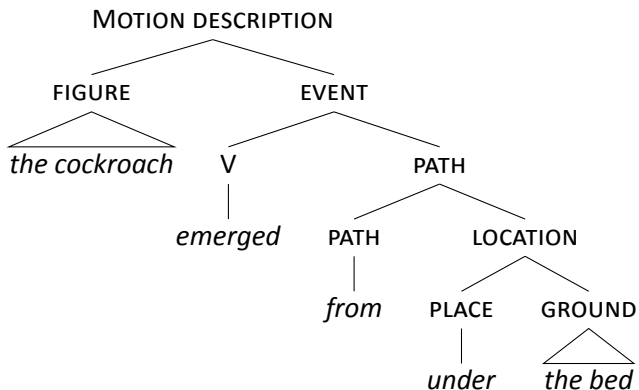 MOTION DESCRIPTION
FIGURE EVENT
the cockroach V PATH
emerged PATH LOCATION
from PLACE GROUND
under the bed